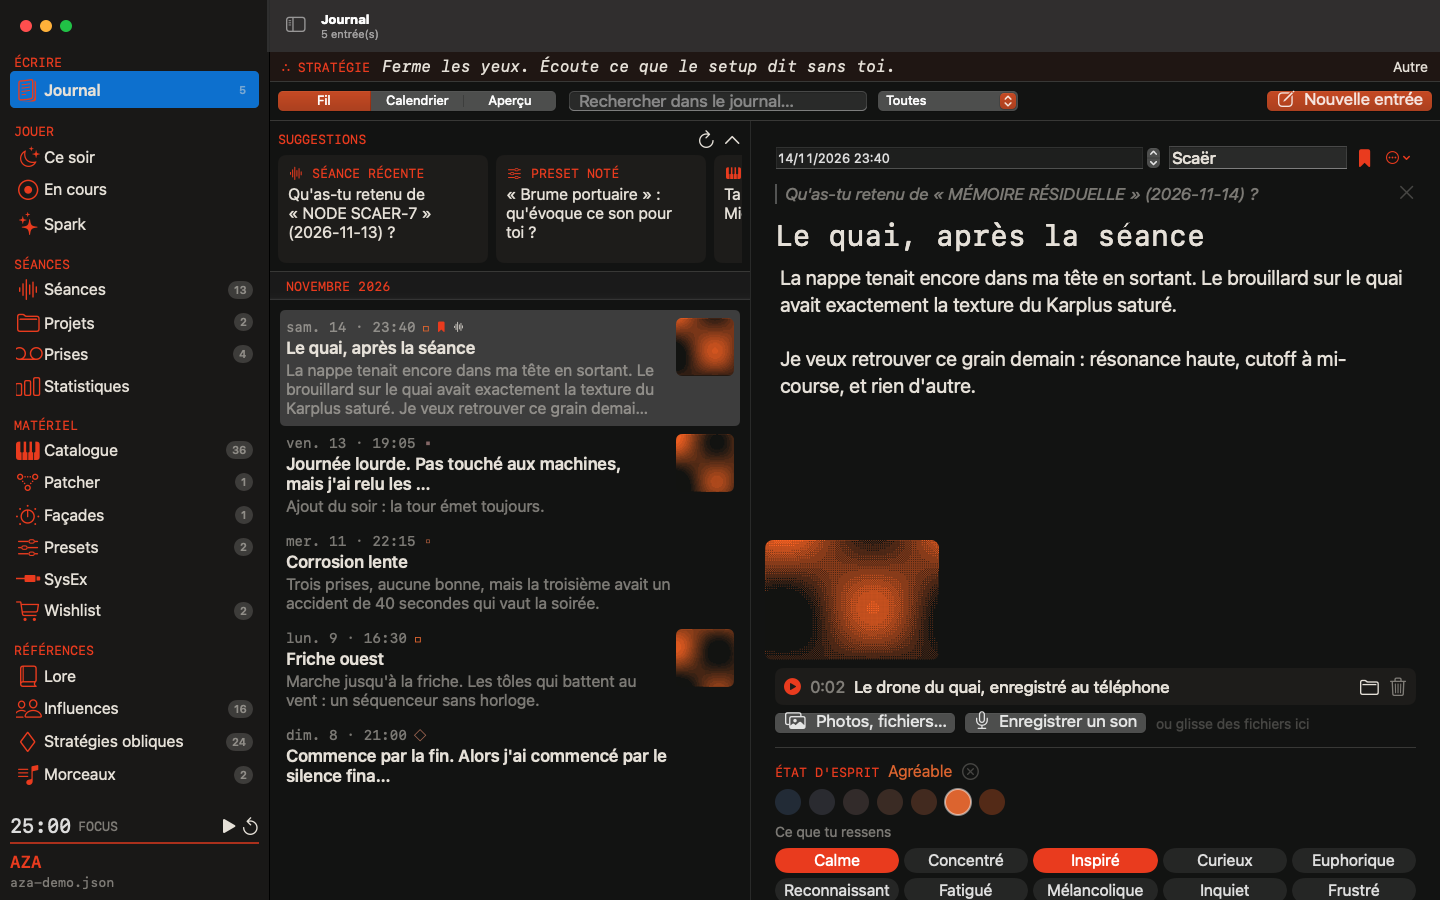 ÉCRIRE
Journal 5
JOUER
Ce soir
En cours
Spark
SÉANCES
Séances 13
Projets 2
Prises 4
Statistiques
MATÉRIEL
Catalogue 36
Patcher 1
Façades 1
Presets 2
SysEx
Wishlist 2
RÉFÉRENCES
Lore
Influences 16
Stratégies obliques 24
Morceaux 2
25:00 FOCUS
AZA
aza-demo.json
Journal
5 entrée(s)
STRATÉGIE Ferme les yeux. Écoute ce que le setup dit sans toi. Autre
Fil Calendrier Aperçu Rechercher dans le journal... Toutes Nouvelle entrée
SUGGESTIONS
SÉANCE RÉCENTE
Qu'as-tu retenu de
« NODE SCAER-7 »
(2026-11-13) ?
PRESET NOTÉ
« Brume portuaire » :
qu'évoque ce son pour
toi ?
Ta
Mi
NOVEMBRE 2026
sam. 14 · 23:40
Le quai, après la séance
La nappe tenait encore dans ma tête en sortant. Le
brouillard sur le quai avait exactement la texture du
Karplus saturé. Je veux retrouver ce grain demai...
ven. 13 · 19:05
Journée lourde. Pas touché aux machines,
mais j'ai relu les ...
Ajout du soir : la tour émet toujours.
mer. 11 · 22:15
Corrosion lente
Trois prises, aucune bonne, mais la troisième avait un
accident de 40 secondes qui vaut la soirée.
lun. 9 · 16:30
Friche ouest
Marche jusqu'à la friche. Les tôles qui battent au
vent : un séquenceur sans horloge.
dim. 8 · 21:00
Commence par la fin. Alors j'ai commencé par le
silence fina...
14/11/2026 23:40 Scaër
Qu'as-tu retenu de « MÉMOIRE RÉSIDUELLE » (2026-11-14) ?
Le quai, après la séance
La nappe tenait encore dans ma tête en sortant. Le brouillard sur le quai
avait exactement la texture du Karplus saturé.
Je veux retrouver ce grain demain : résonance haute, cutoff à mi-
course, et rien d'autre.
0:02 Le drone du quai, enregistré au téléphone
Photos, fichiers... Enregistrer un son ou glisse des fichiers ici
ÉTAT D'ESPRIT Agréable
Ce que tu ressens
Calme Concentré Inspiré Curieux Euphorique
Reconnaissant Fatigué Mélancolique Inquiet Frustré